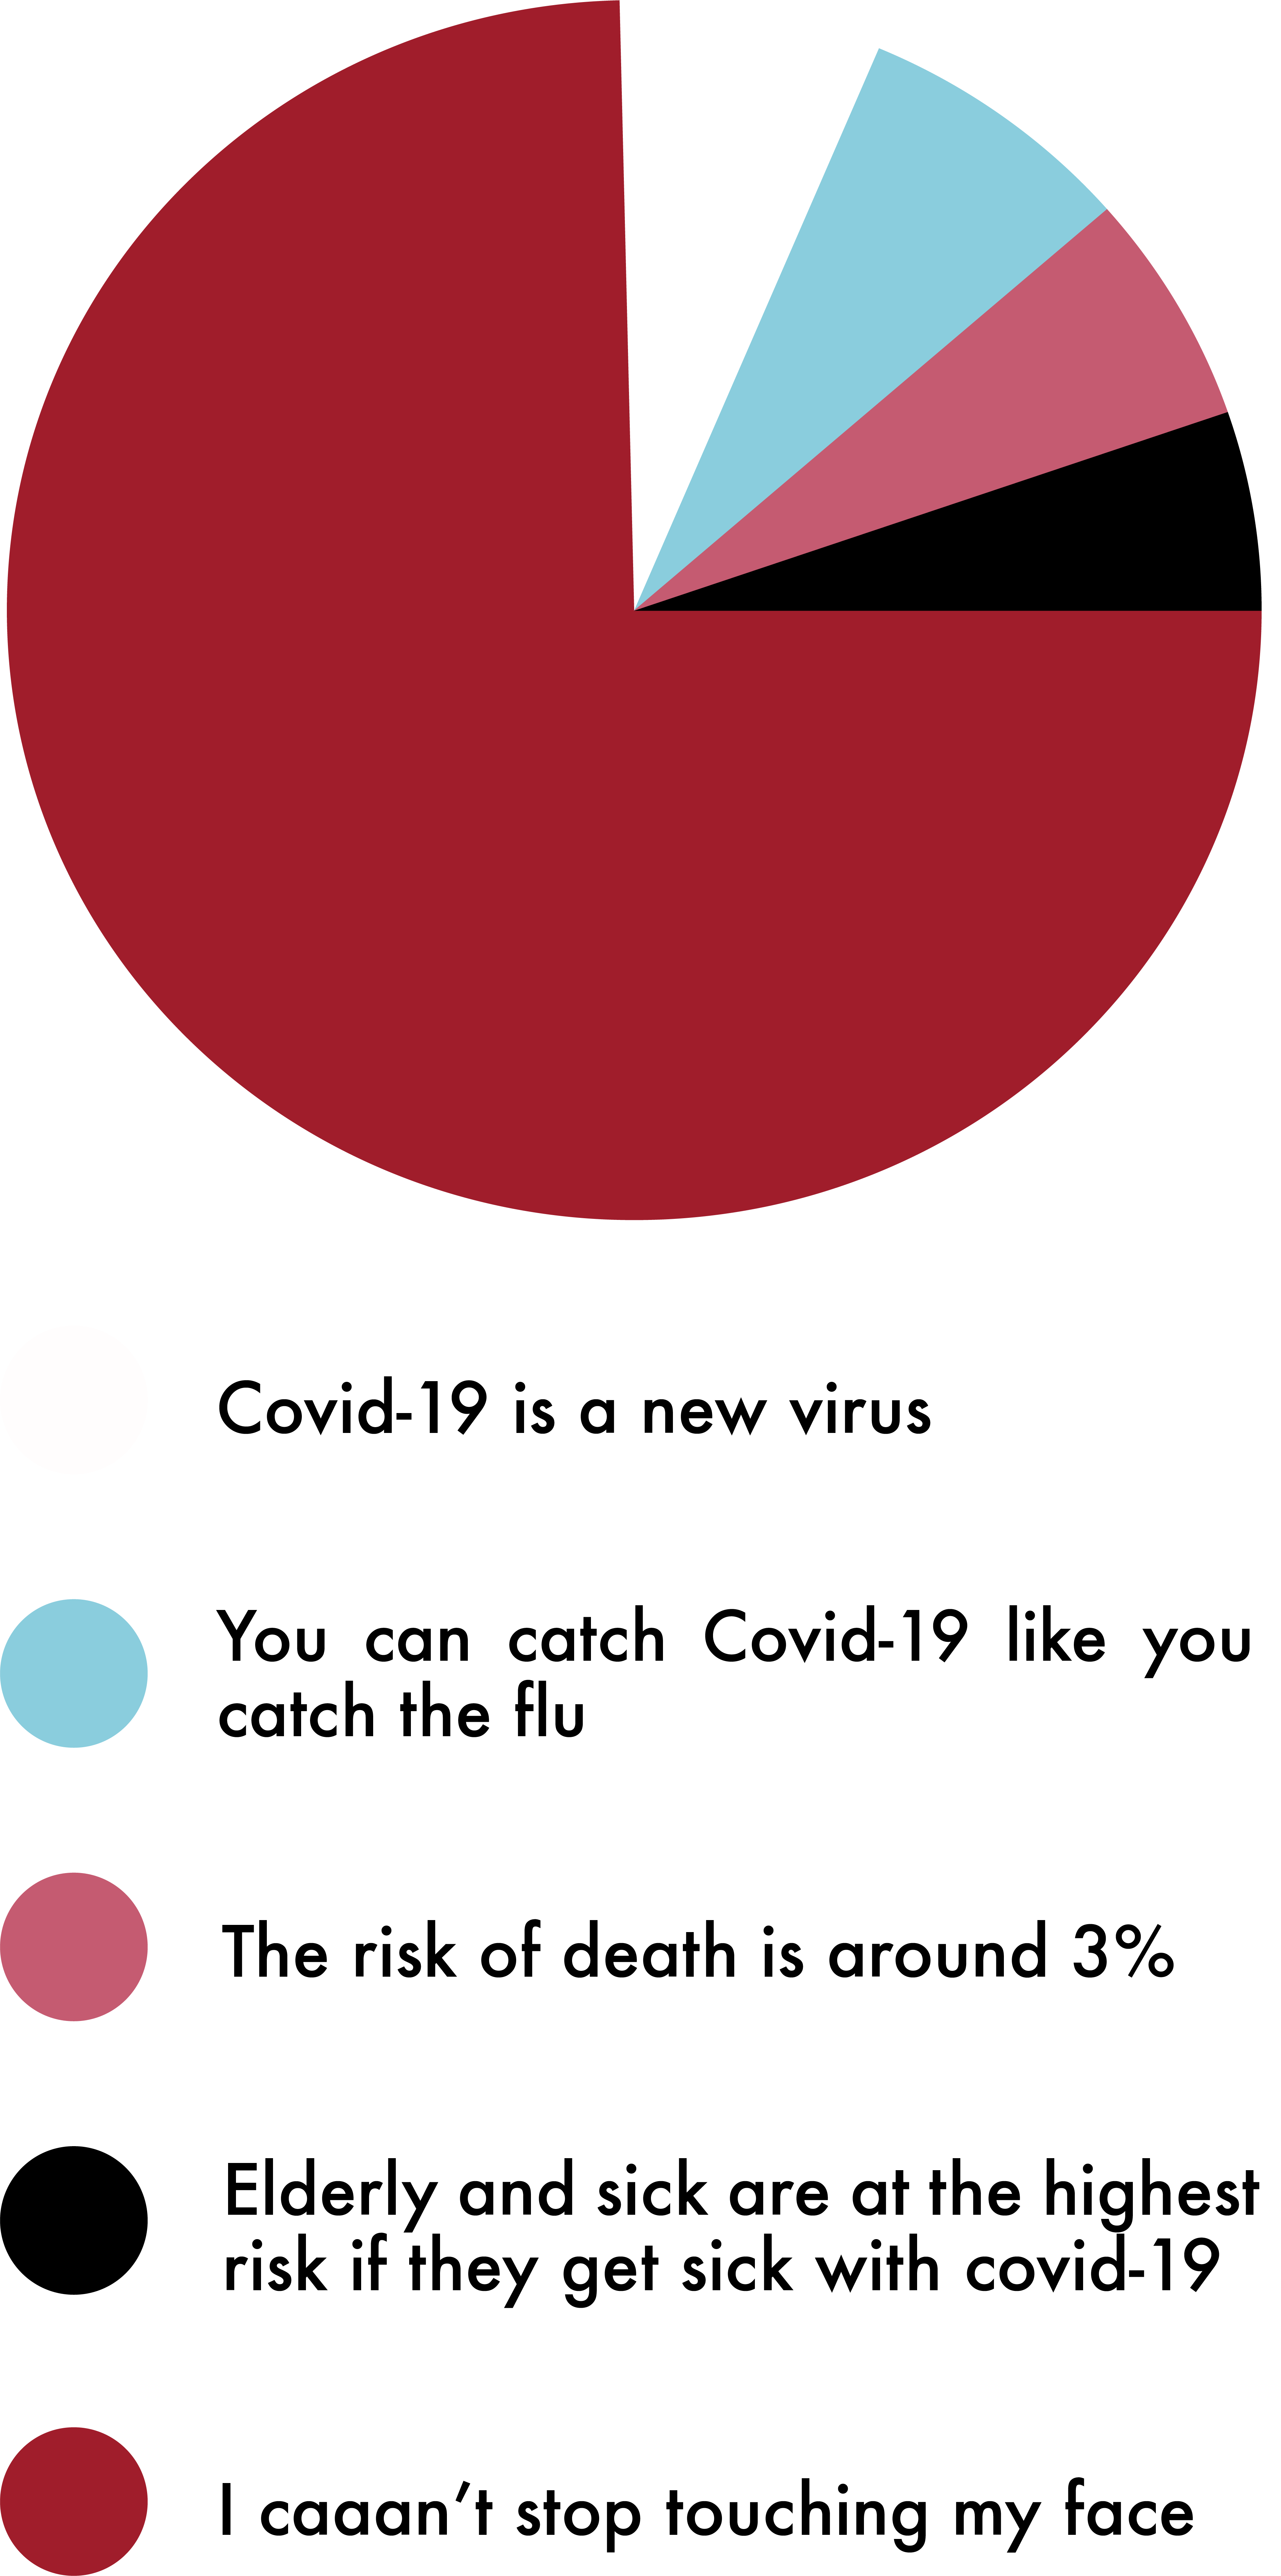 Covid-19 is a new virus
You can catch Covid-19 like you
catch the flu
The risk of death is around 3%
Elderly and sick are at the highest
risk if they get sick with covid-19
I caaan’t stop touching my face